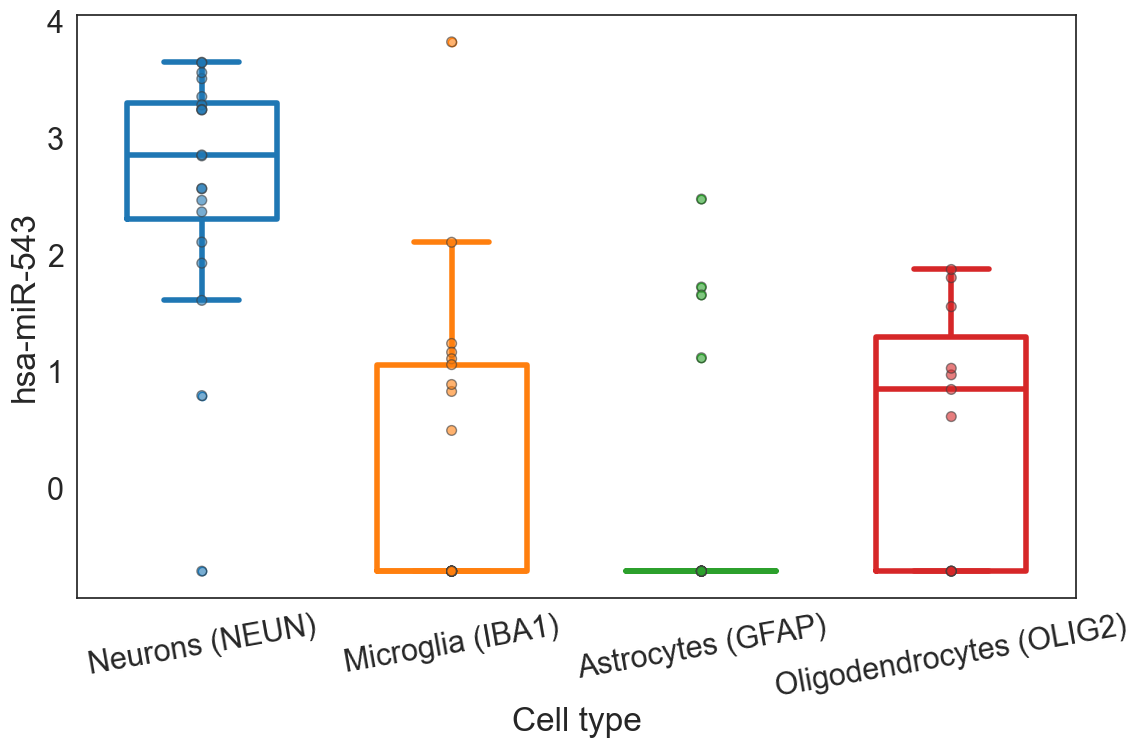 hsa-miR-543
4
3
2
1
0
Neurons (NEUN)
Microglia (IBA1)
Astrocytes (GFAP)
Oligodendrocytes (OLIG2)
Cell type